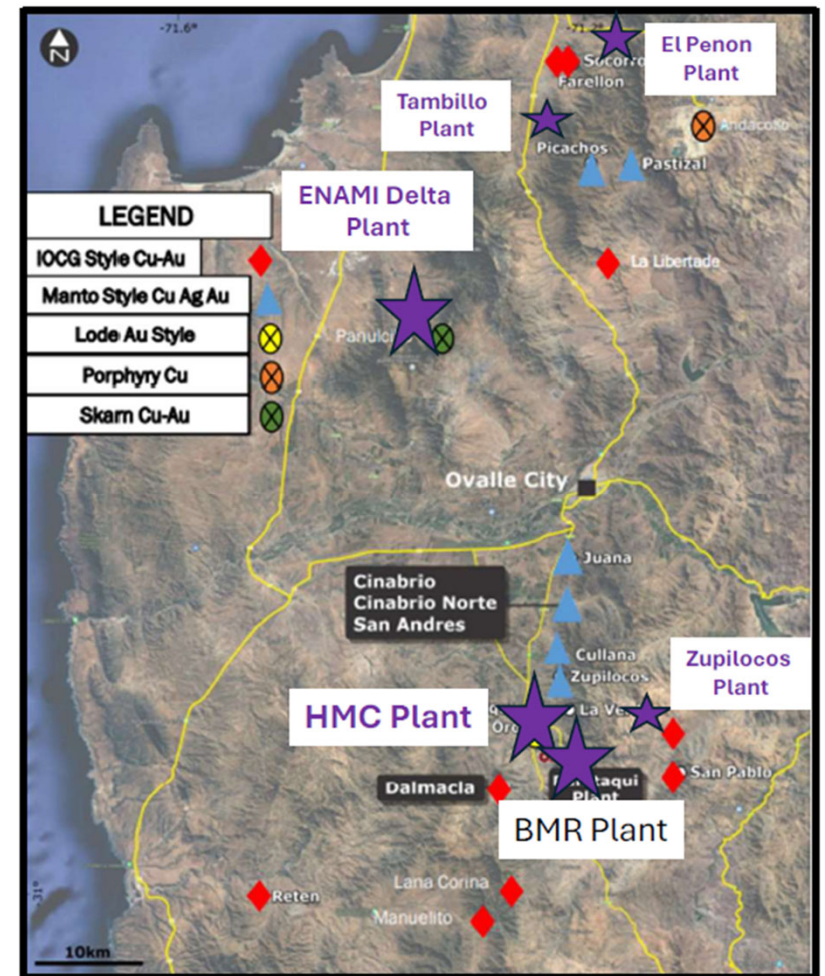 -71.6°
-71.2°
N
El Penon
Plant
Socorro
Farellon
Tambillo
Plant
Andacollo
Picachos
Pastizal
ENAMI Delta
Plant
LEGEND
IOCG Style Cu-Au
La Libertade
Manto Style Cu Ag Au
Lode Au Style
Porphyry Cu
Skarn Cu-Au
Ovalle City
Juana
Cinabrio
Cinabrio Norte
San Andres
Cullana
Zupilocos
Zupilocos
Plant
HMC Plant
La Ve
San Pablo
Dalmacia
Plant
BMR Plant
Lana Corina
Reten
Manuelito
-31°
10km